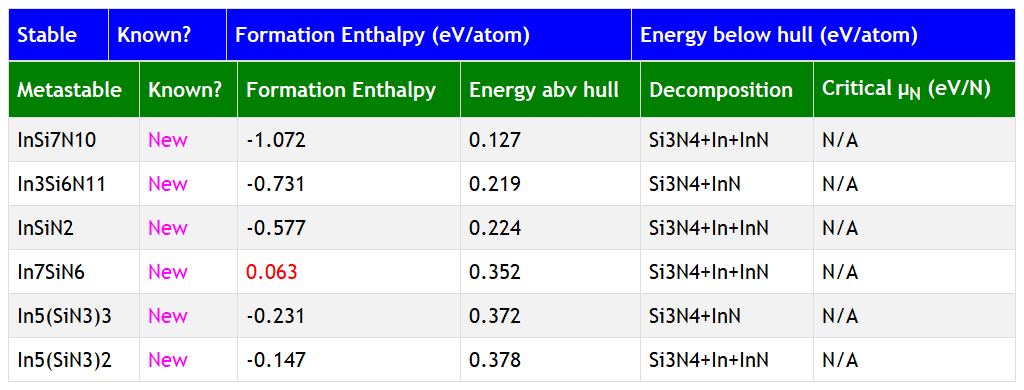 Stable Known? Formation Enthalpy (eV/atom) Energy below hull (eV/atom)
Metastable Known? Formation Enthalpy Energy abv hull Decomposition Critical μN (eV/N)
InSi7N10 New -1.072 0.127 Si3N4+In+InN N/A
In3Si6N11 New -0.731 0.219 Si3N4+InN N/A
InSiN2 New -0.577 0.224 Si3N4+In+InN N/A
In7SiN6 New 0.063 0.352 Si3N4+In+InN N/A
In5(SiN3)3 New -0.231 0.372 Si3N4+InN N/A
In5(SiN3)2 New -0.147 0.378 Si3N4+In+InN N/A